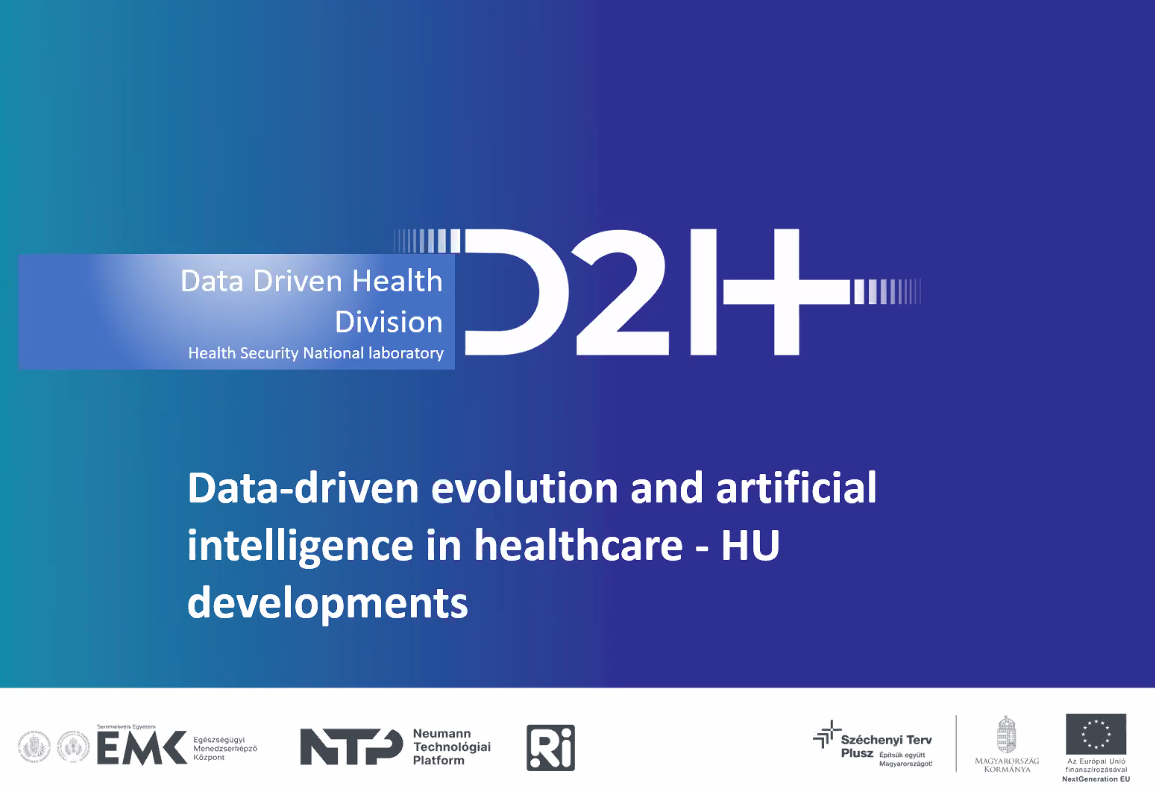 D2H
Data Driven Health
Division
Health Security National laboratory
Data-driven evolution and artificial
intelligence in healthcare - HU
developments
Semmelweis Egyetem
EMK
Egészségügyi
Menedzserképző
Központ
NTP
Neumann
Technológiai
Platform
Ri
Széchenyi Terv
Plusz Építsük együtt
Magyarországot!
MAGYARORSZÁG
KORMÁNYA
Az Európai Unió
finanszírozásával
NextGeneration EU